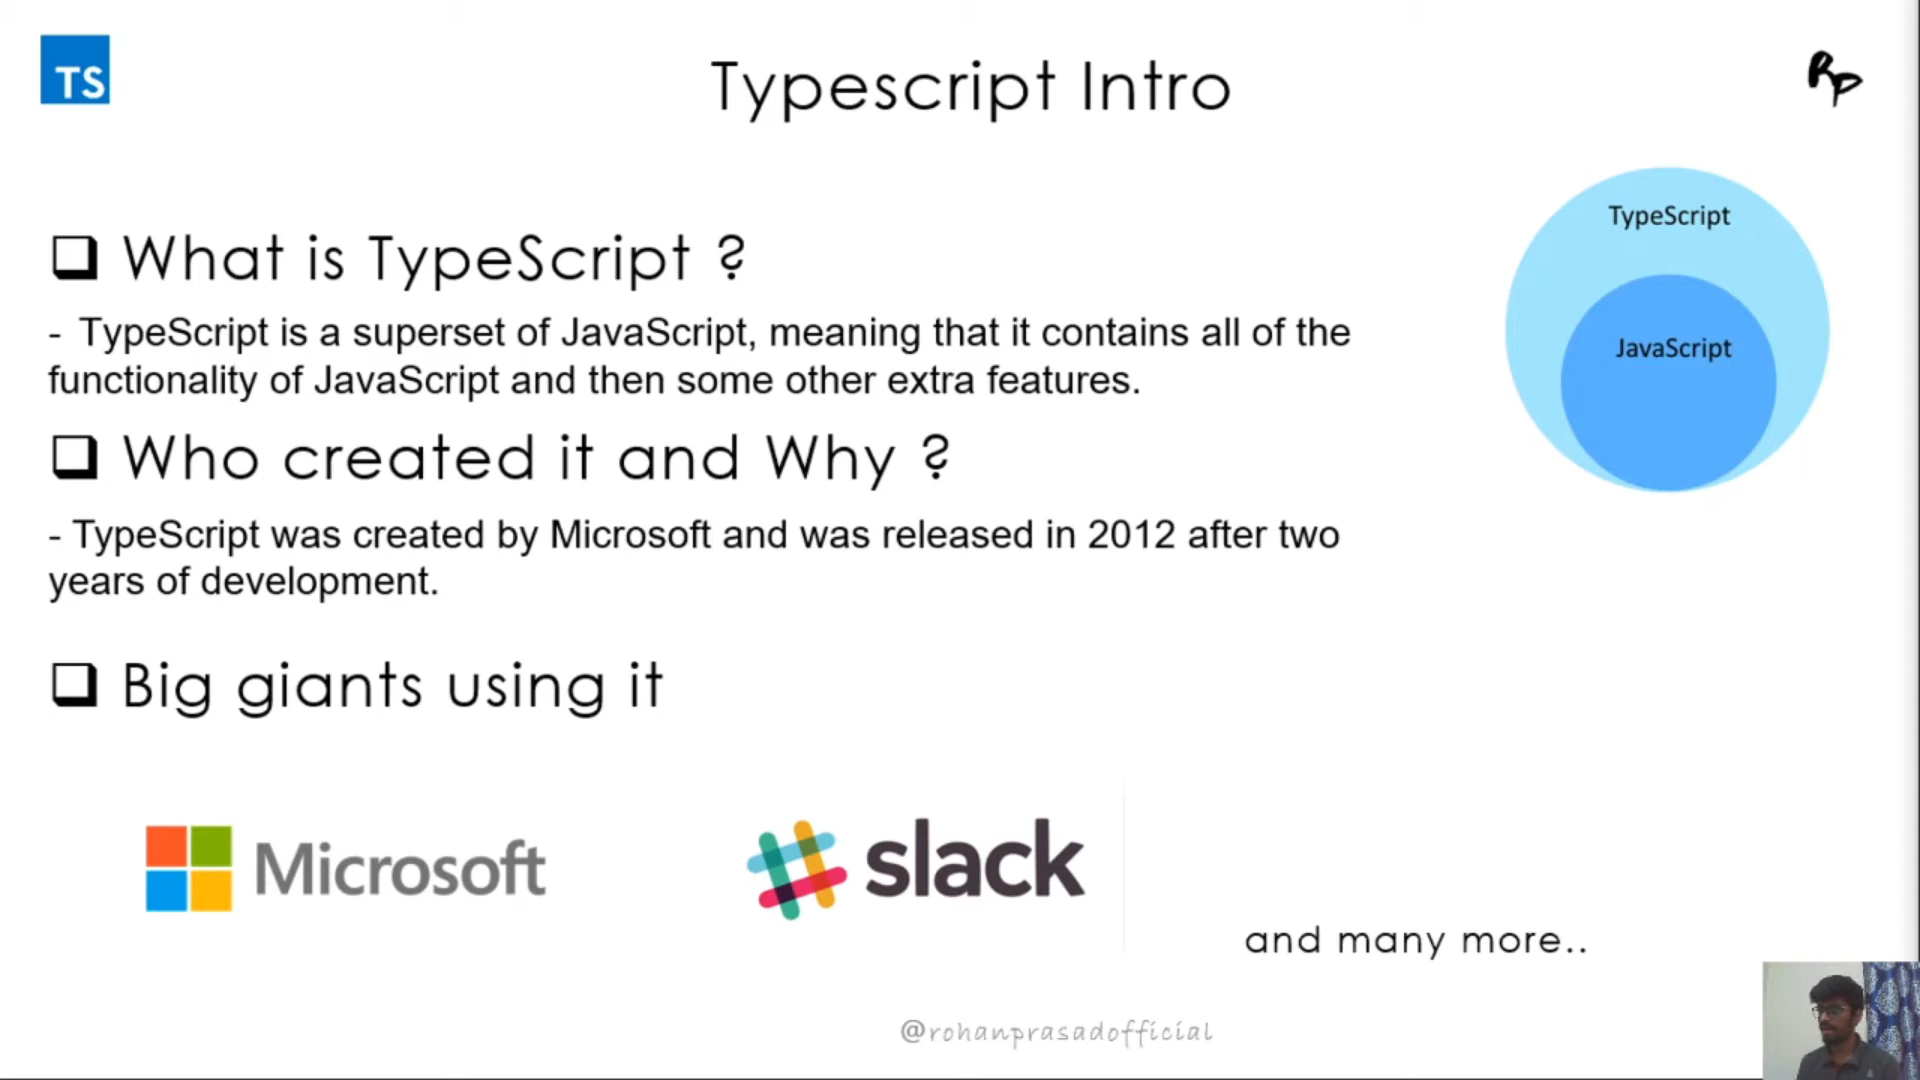 TS
Typescript Intro
RP
TypeScript
JavaScript
What is TypeScript ?
- TypeScript is a superset of JavaScript, meaning that it contains all of the
functionality of JavaScript and then some other extra features.
Who created it and Why ?
- TypeScript was created by Microsoft and was released in 2012 after two
years of development.
Big giants using it
Microsoft
slack
and many more..
@rohanprasadofficial